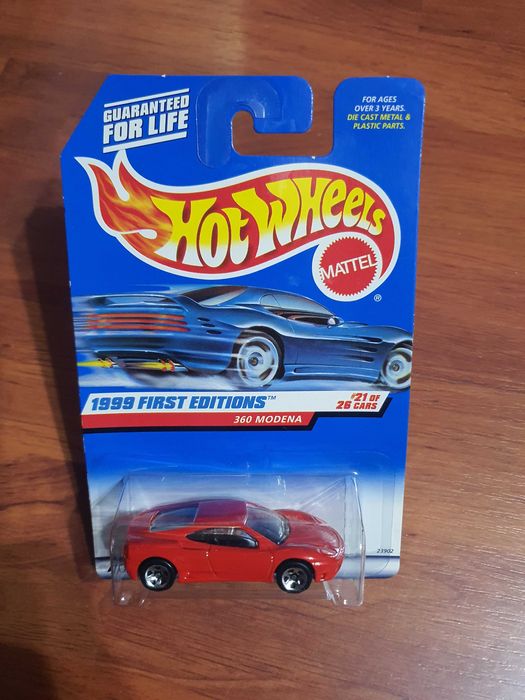 GUARANTEED
FOR LIFE
FOR AGES
OVER 3 YEARS.
DIE CAST METAL &
PLASTIC PARTS.
HOT WHEELS
MATTEL
®
1999 FIRST EDITIONS™
#21 OF
26 CARS
360 MODENA
23902